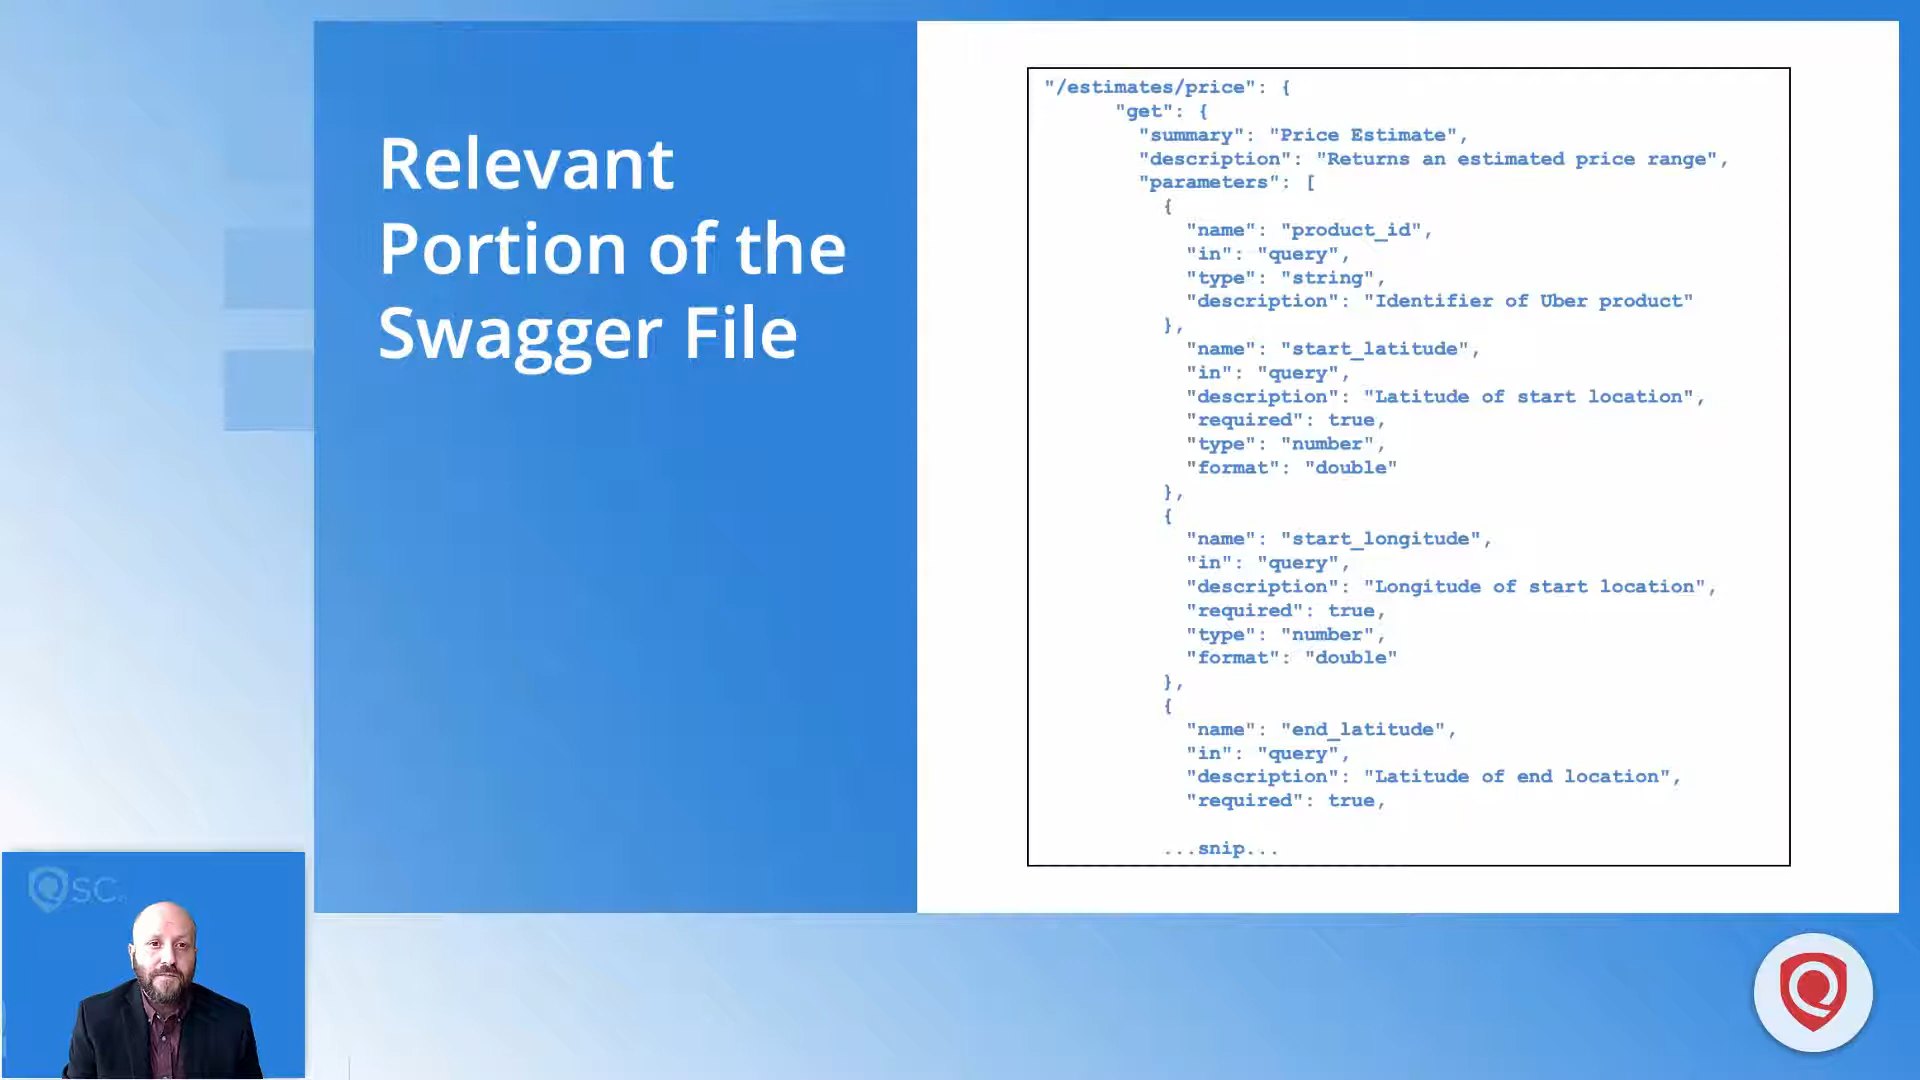 Relevant
Portion of the
Swagger File
"/estimates/price": {
"get": {
"summary": "Price Estimate",
"description": "Returns an estimated price range",
"parameters": [
{
"name": "product_id",
"in": "query",
"type": "string",
"description": "Identifier of Uber product"
},
"name": "start_latitude",
"in": "query",
"description": "Latitude of start location",
"required": true,
"type": "number",
"format": "double"
},
{
"name": "start_longitude",
"in": "query",
"description": "Longitude of start location",
"required": true,
"type": "number",
"format": "double"
},
{
"name": "end_latitude",
"in": "query",
"description": "Latitude of end location",
"required": true,
...snip...
SC